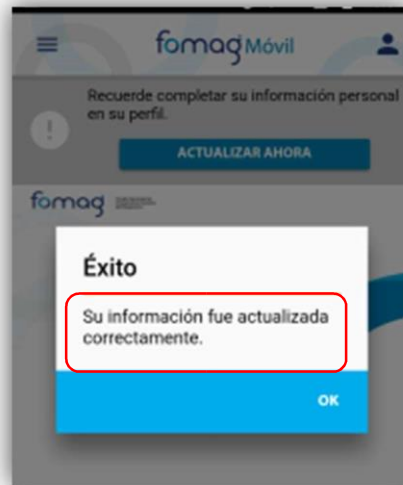 fomag Móvil
Recuerde completar su información personal
en su perfil.
ACTUALIZAR AHORA
fomag
Éxito
Su información fue actualizada
correctamente.
OK